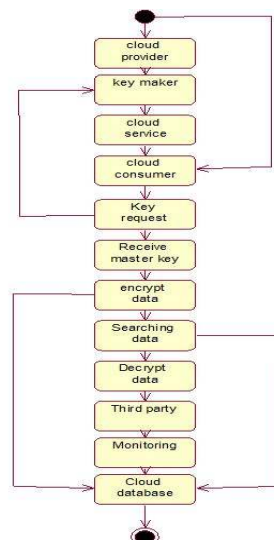 cloud
provider
key maker
cloud
service
cloud
consumer
Key
request
Receive
master key
encrypt
data
Searching
data
Decrypt
data
Third party
Monitoring
Cloud
database